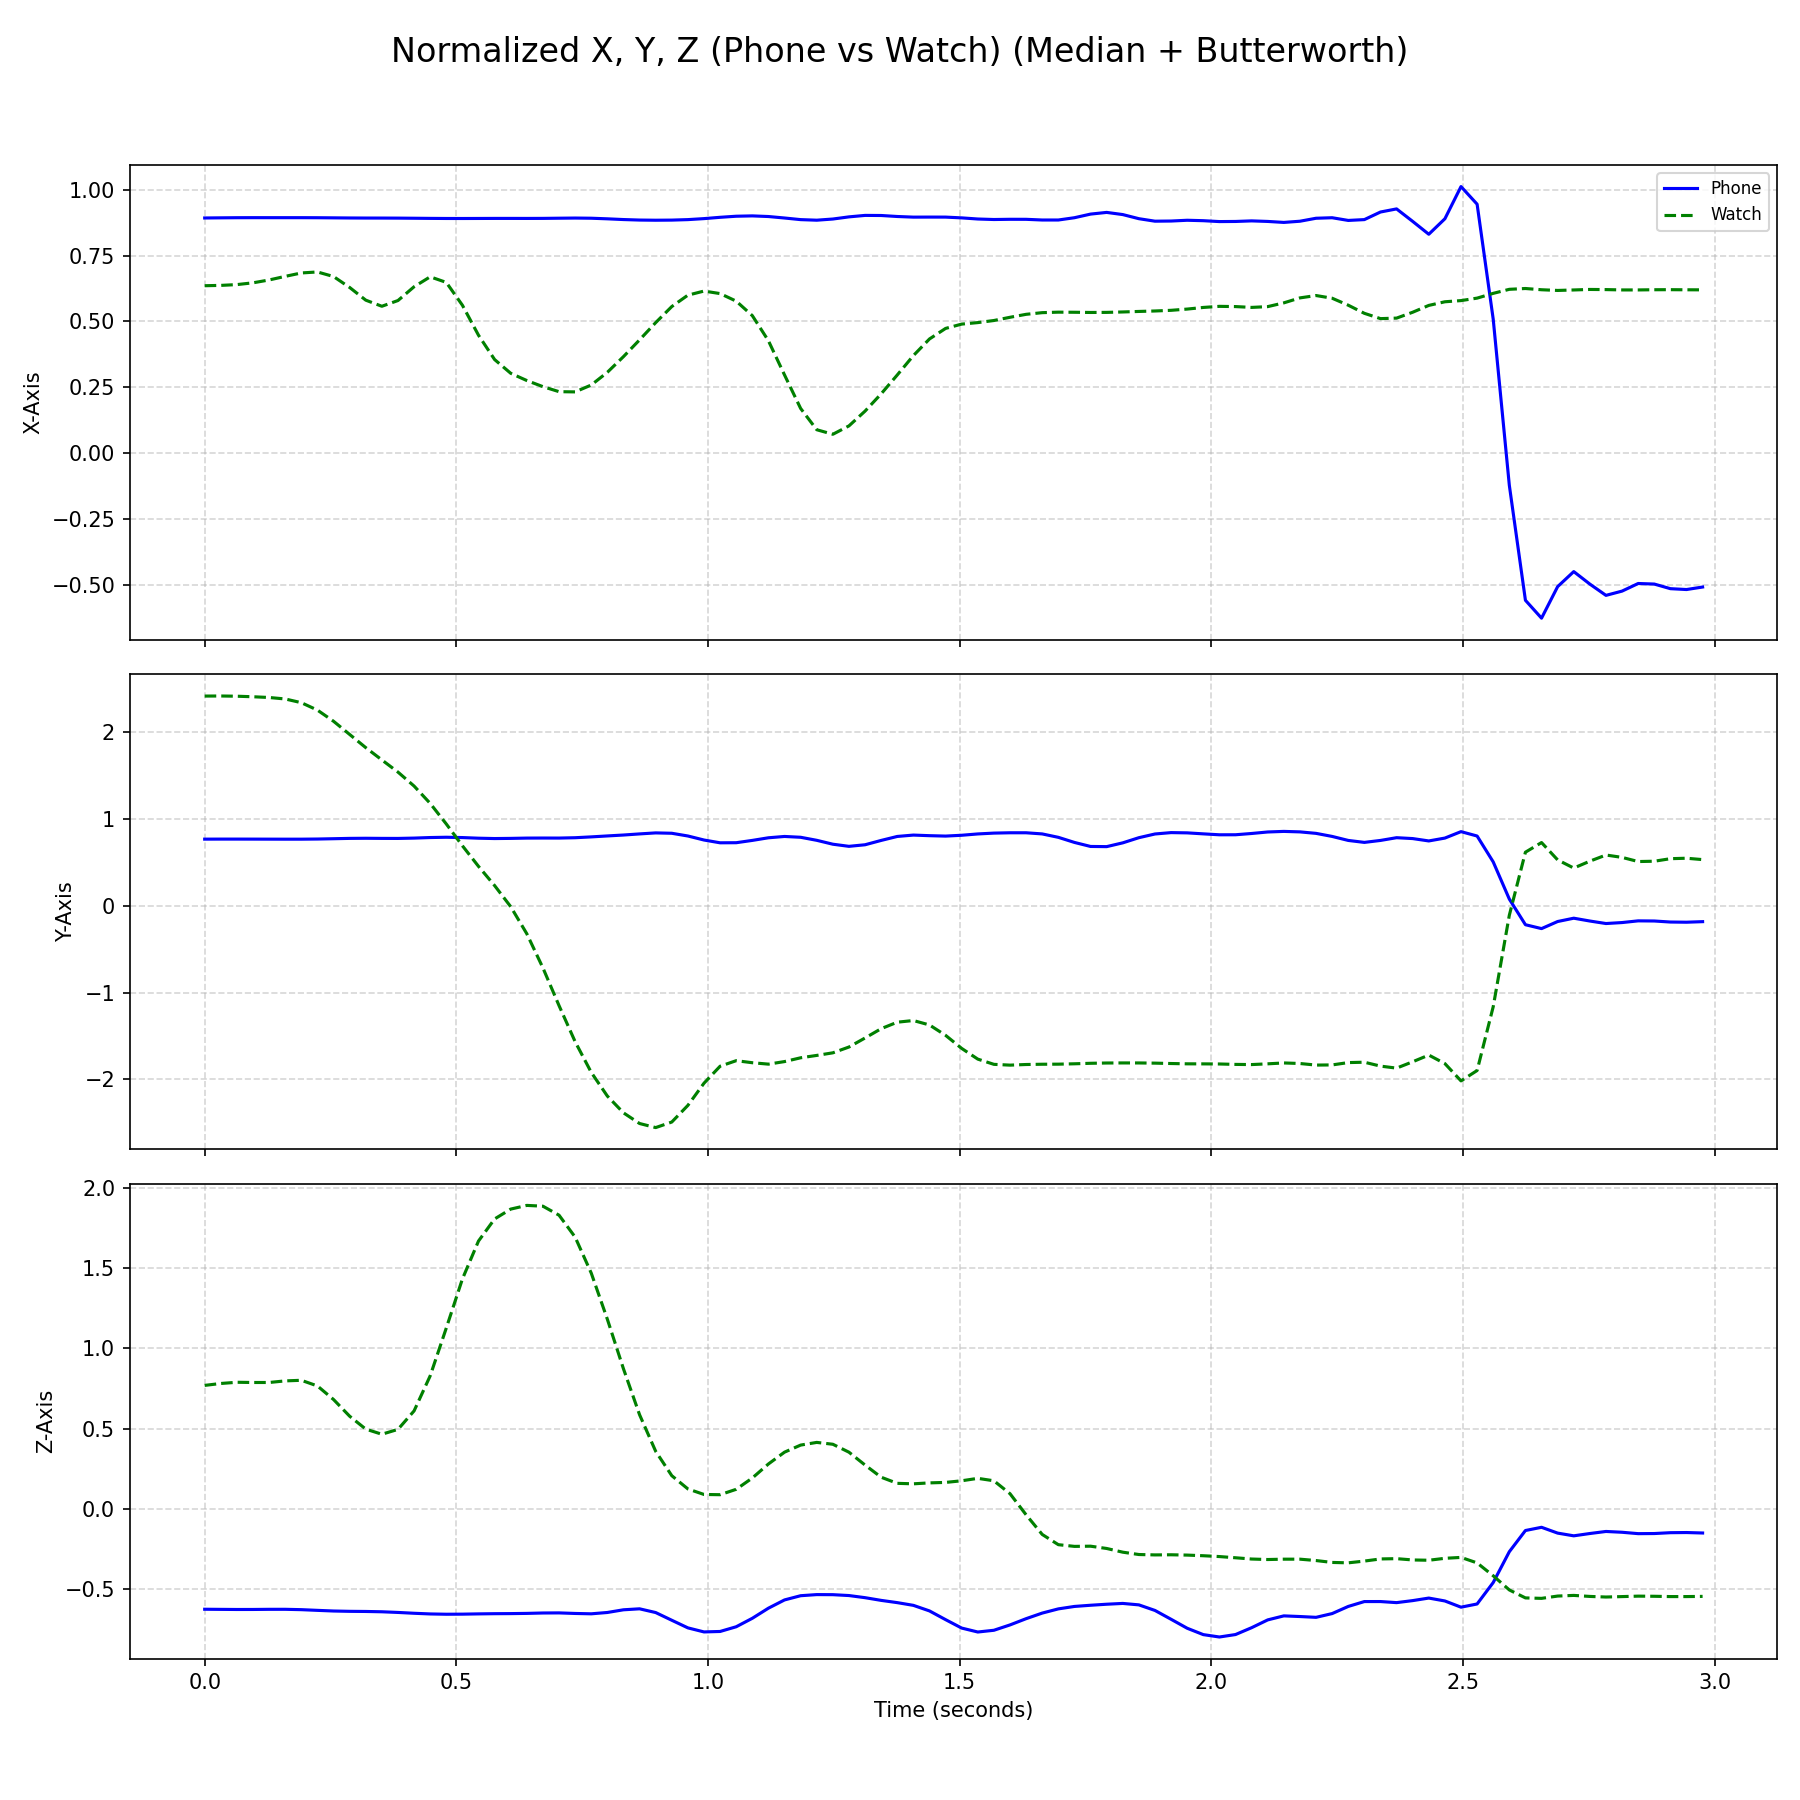 Normalized X, Y, Z (Phone vs Watch) (Median + Butterworth)
Phone
Watch
1.00
0.75
0.50
0.25
0.00
−0.25
−0.50
X-Axis
2
1
0
−1
−2
Y-Axis
2.0
1.5
1.0
0.5
0.0
−0.5
Z-Axis
0.0 0.5 1.0 1.5 2.0 2.5 3.0
Time (seconds)